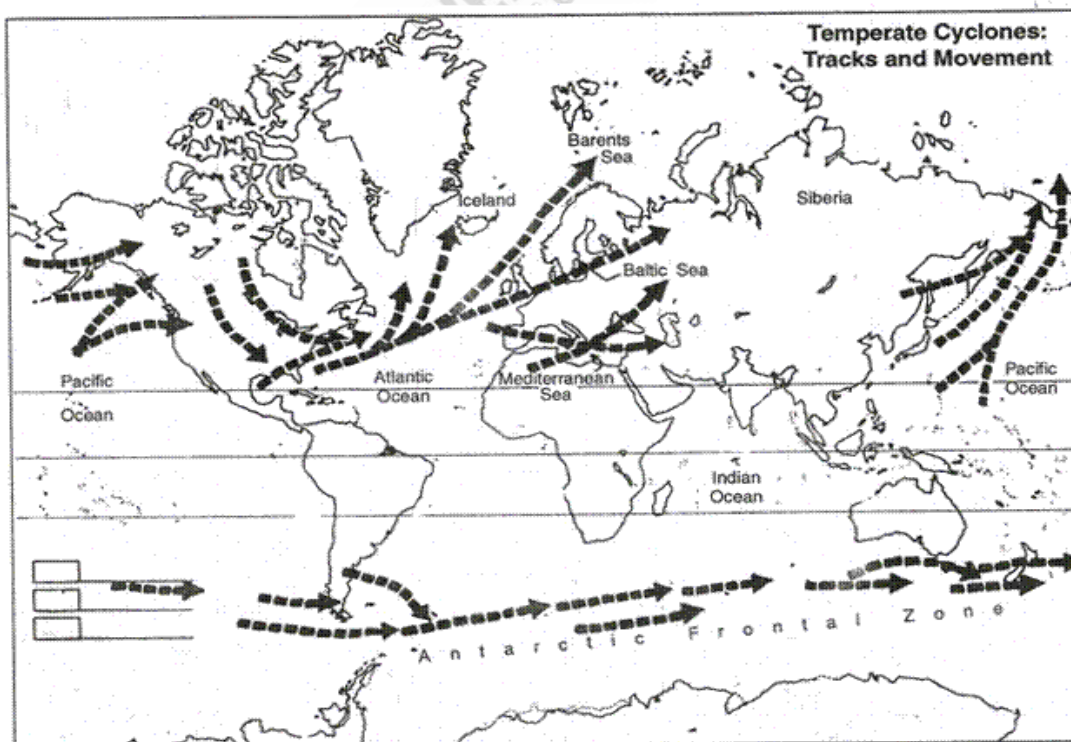 Temperate Cyclones:
Tracks and Movement
Barents
Sea
Iceland
Siberia
Baltic Sea
Pacific
Ocean
Atlantic
Ocean
Mediterranean
Sea
Pacific
Ocean
Indian
Ocean
Antarctic Frontal Zone